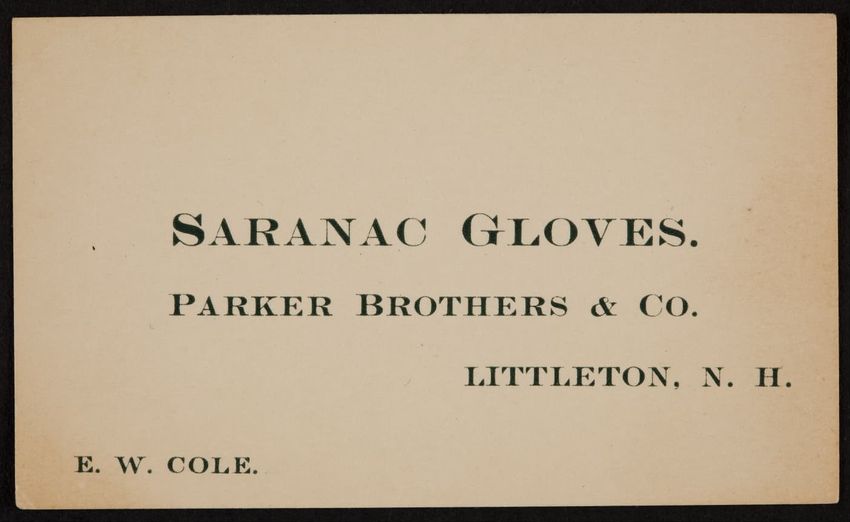 Saranac Gloves.
Parker Brothers & Co.
Littleton, N. H.
E. W. Cole.